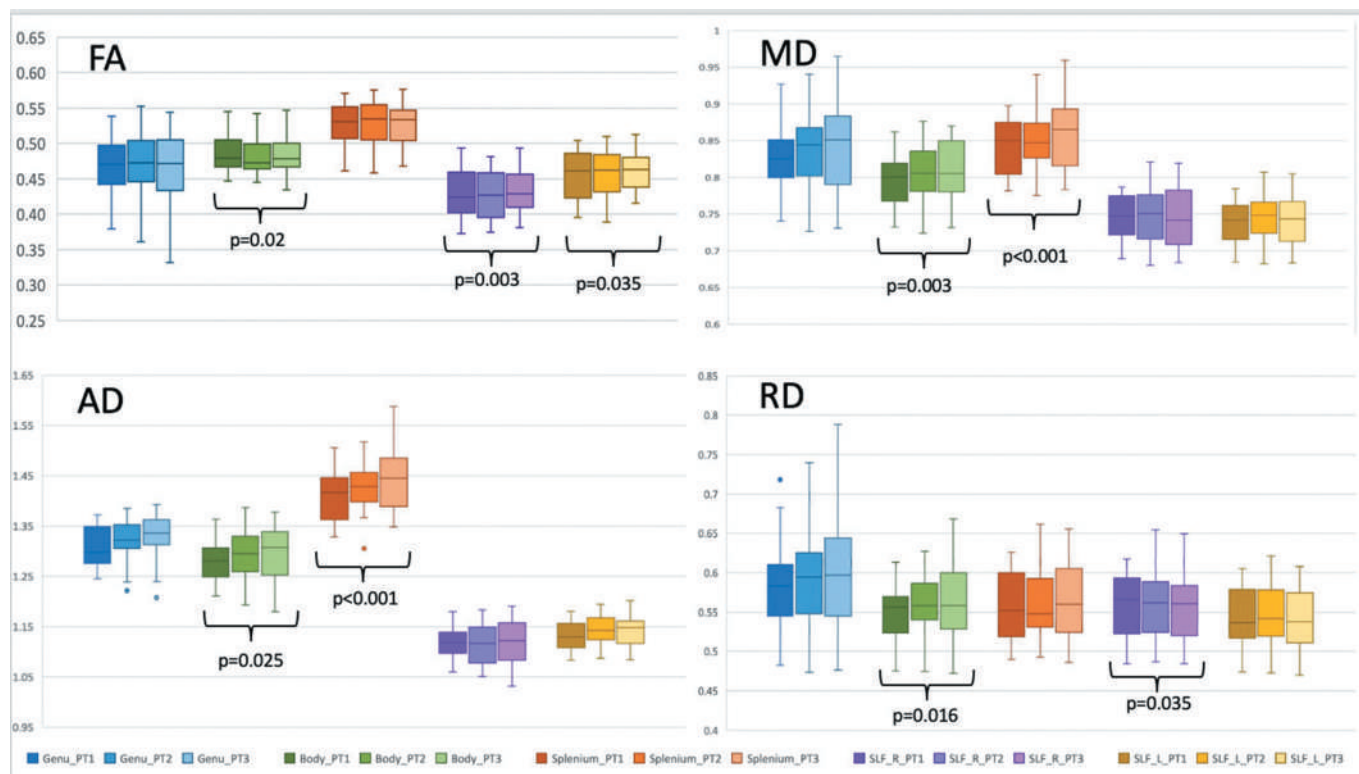 FA
0.65
0.60
0.55
0.50
0.45
0.40
0.35
0.30
0.25
p=0.02
p=0.003
p=0.035
MD
1
0.95
0.9
0.85
0.8
0.75
0.7
0.65
0.6
p=0.003
p<0.001
AD
1.65
1.55
1.45
1.35
1.25
1.15
1.05
0.95
p=0.025
p<0.001
RD
0.85
0.8
0.75
0.7
0.65
0.6
0.55
0.5
0.45
0.4
p=0.016
p=0.035
Genu_PT1 Genu_PT2 Genu_PT3 Body_PT1 Body_PT2 Body_PT3 Splenium_PT1 Splenium_PT2 Splenium_PT3 SLF_R_PT1 SLF_R_PT2 SLF_R_PT3 SLF_L_PT1 SLF_L_PT2 SLF_L_PT3